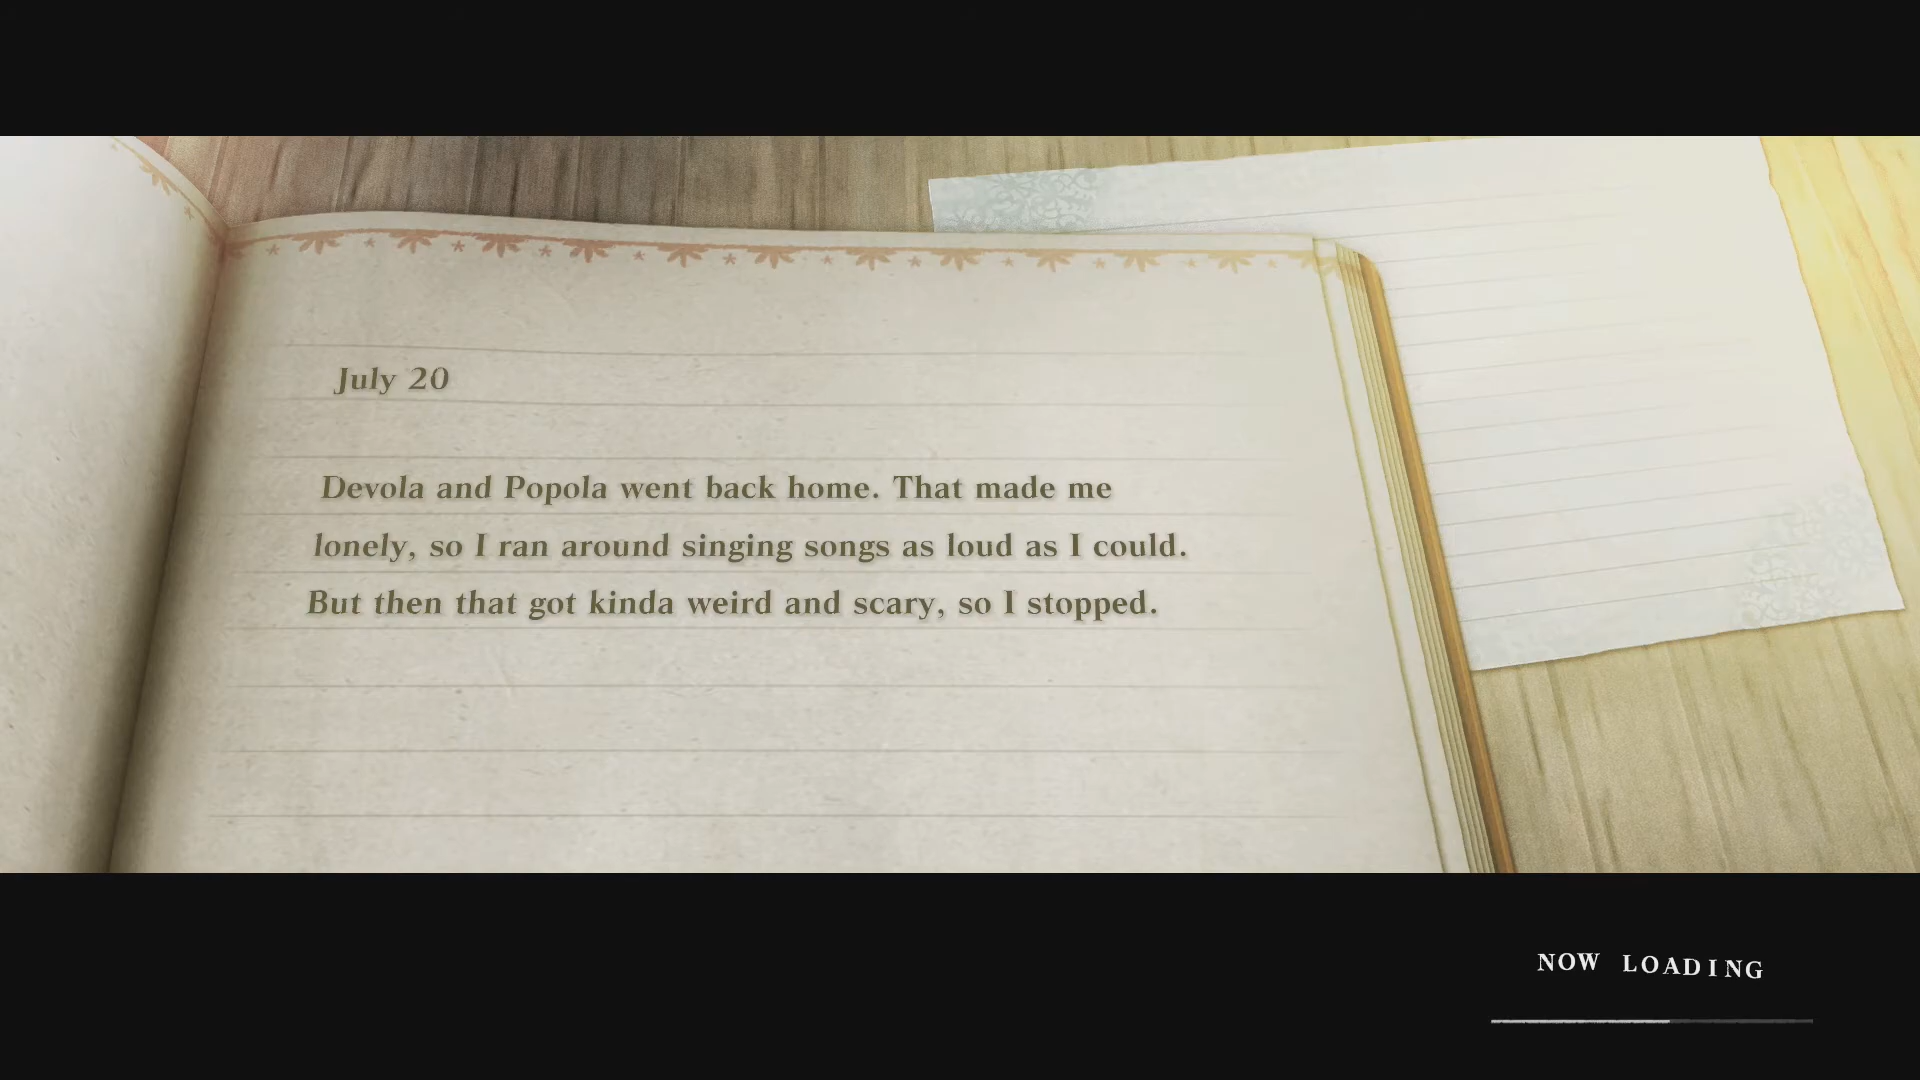 July 20
Devola and Popola went back home. That made me
lonely, so I ran around singing songs as loud as I could.
But then that got kinda weird and scary, so I stopped.
NOW LOADING